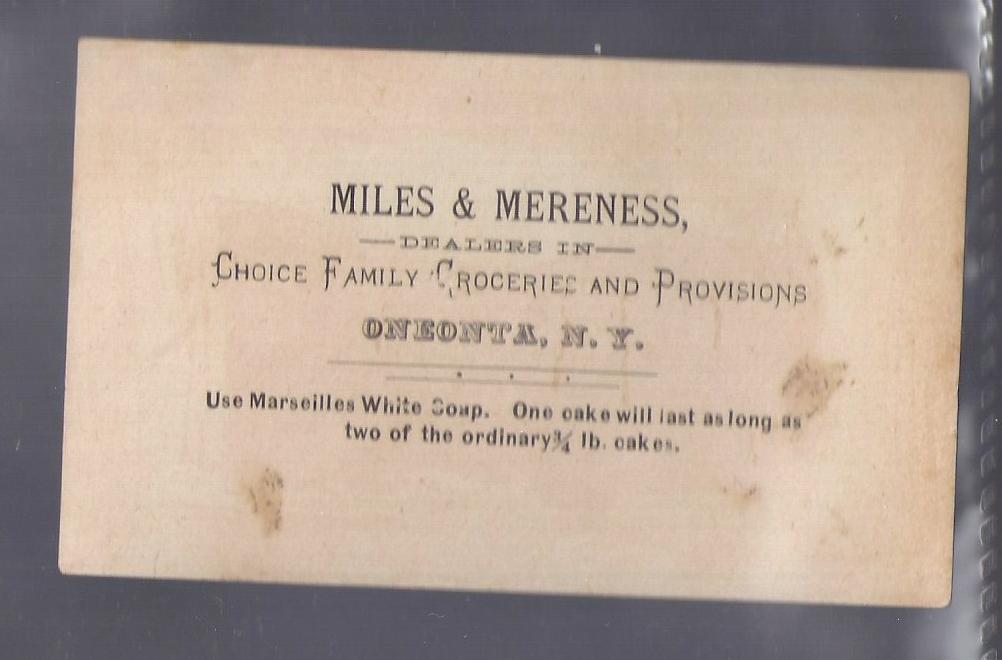 MILES & MERENESS,
DEALERS IN
CHOICE FAMILY GROCERIES AND PROVISIONS
ONEONTA, N. Y.
Use Marseilles White Soap. One cake will last as long as
two of the ordinary ¾ lb. cakes.